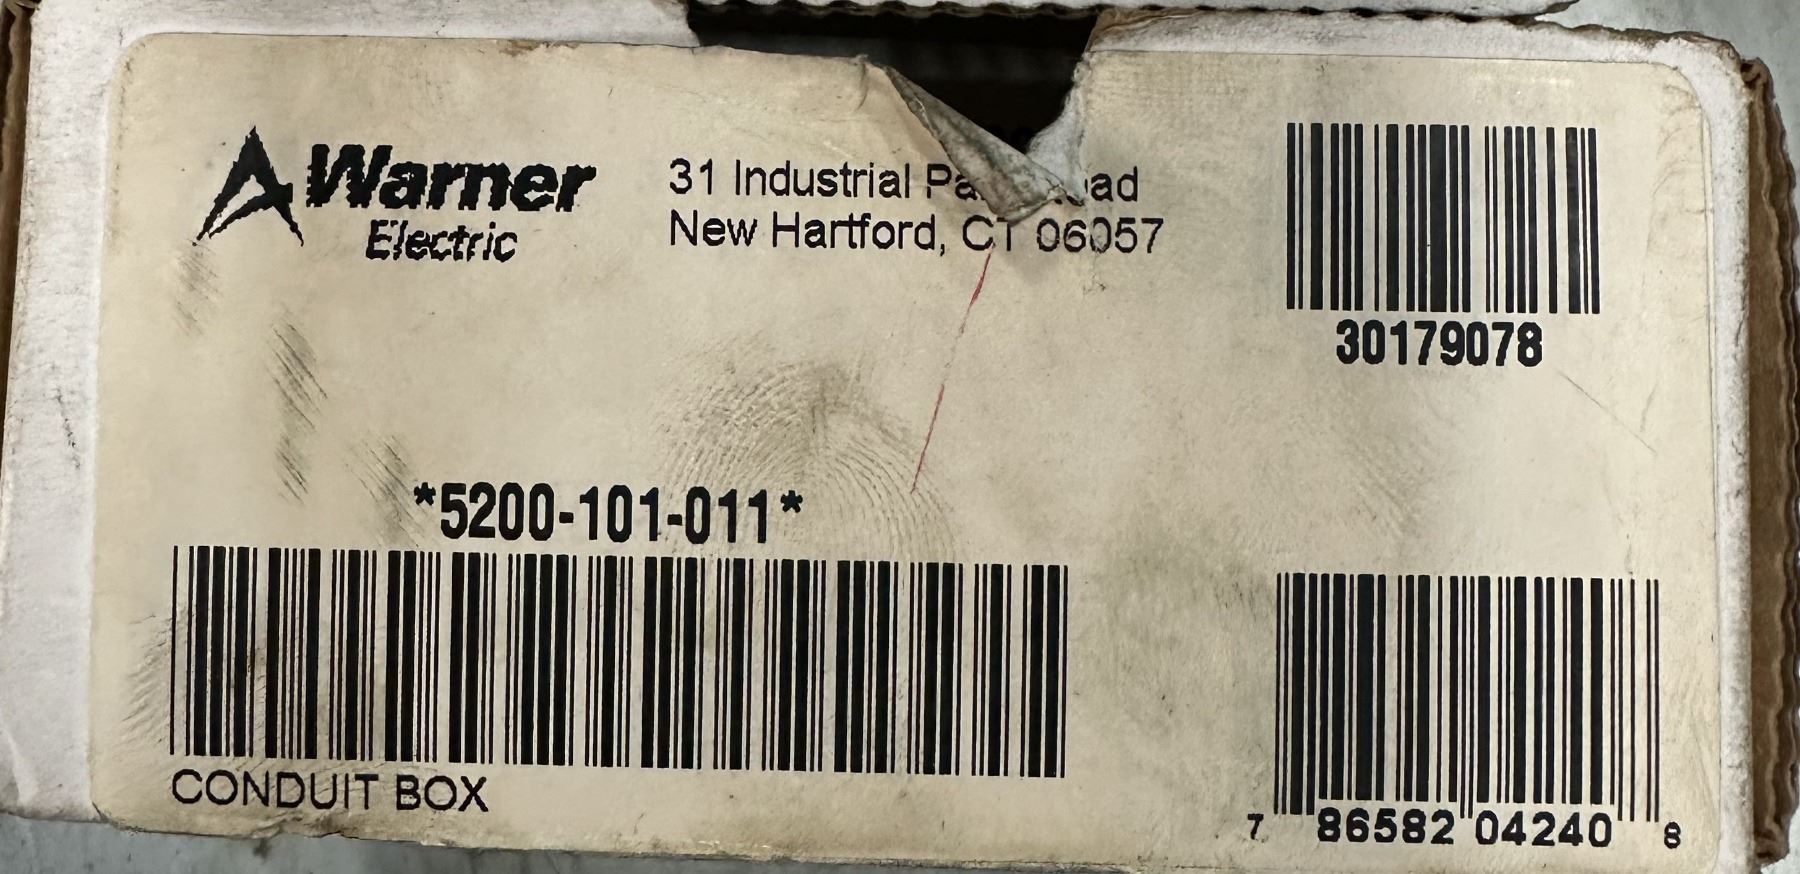 Warner
Electric
31 Industrial
New Hartford, CT 06057
30179078
*5200-101-011*
CONDUIT BOX
7 86582 04240 8